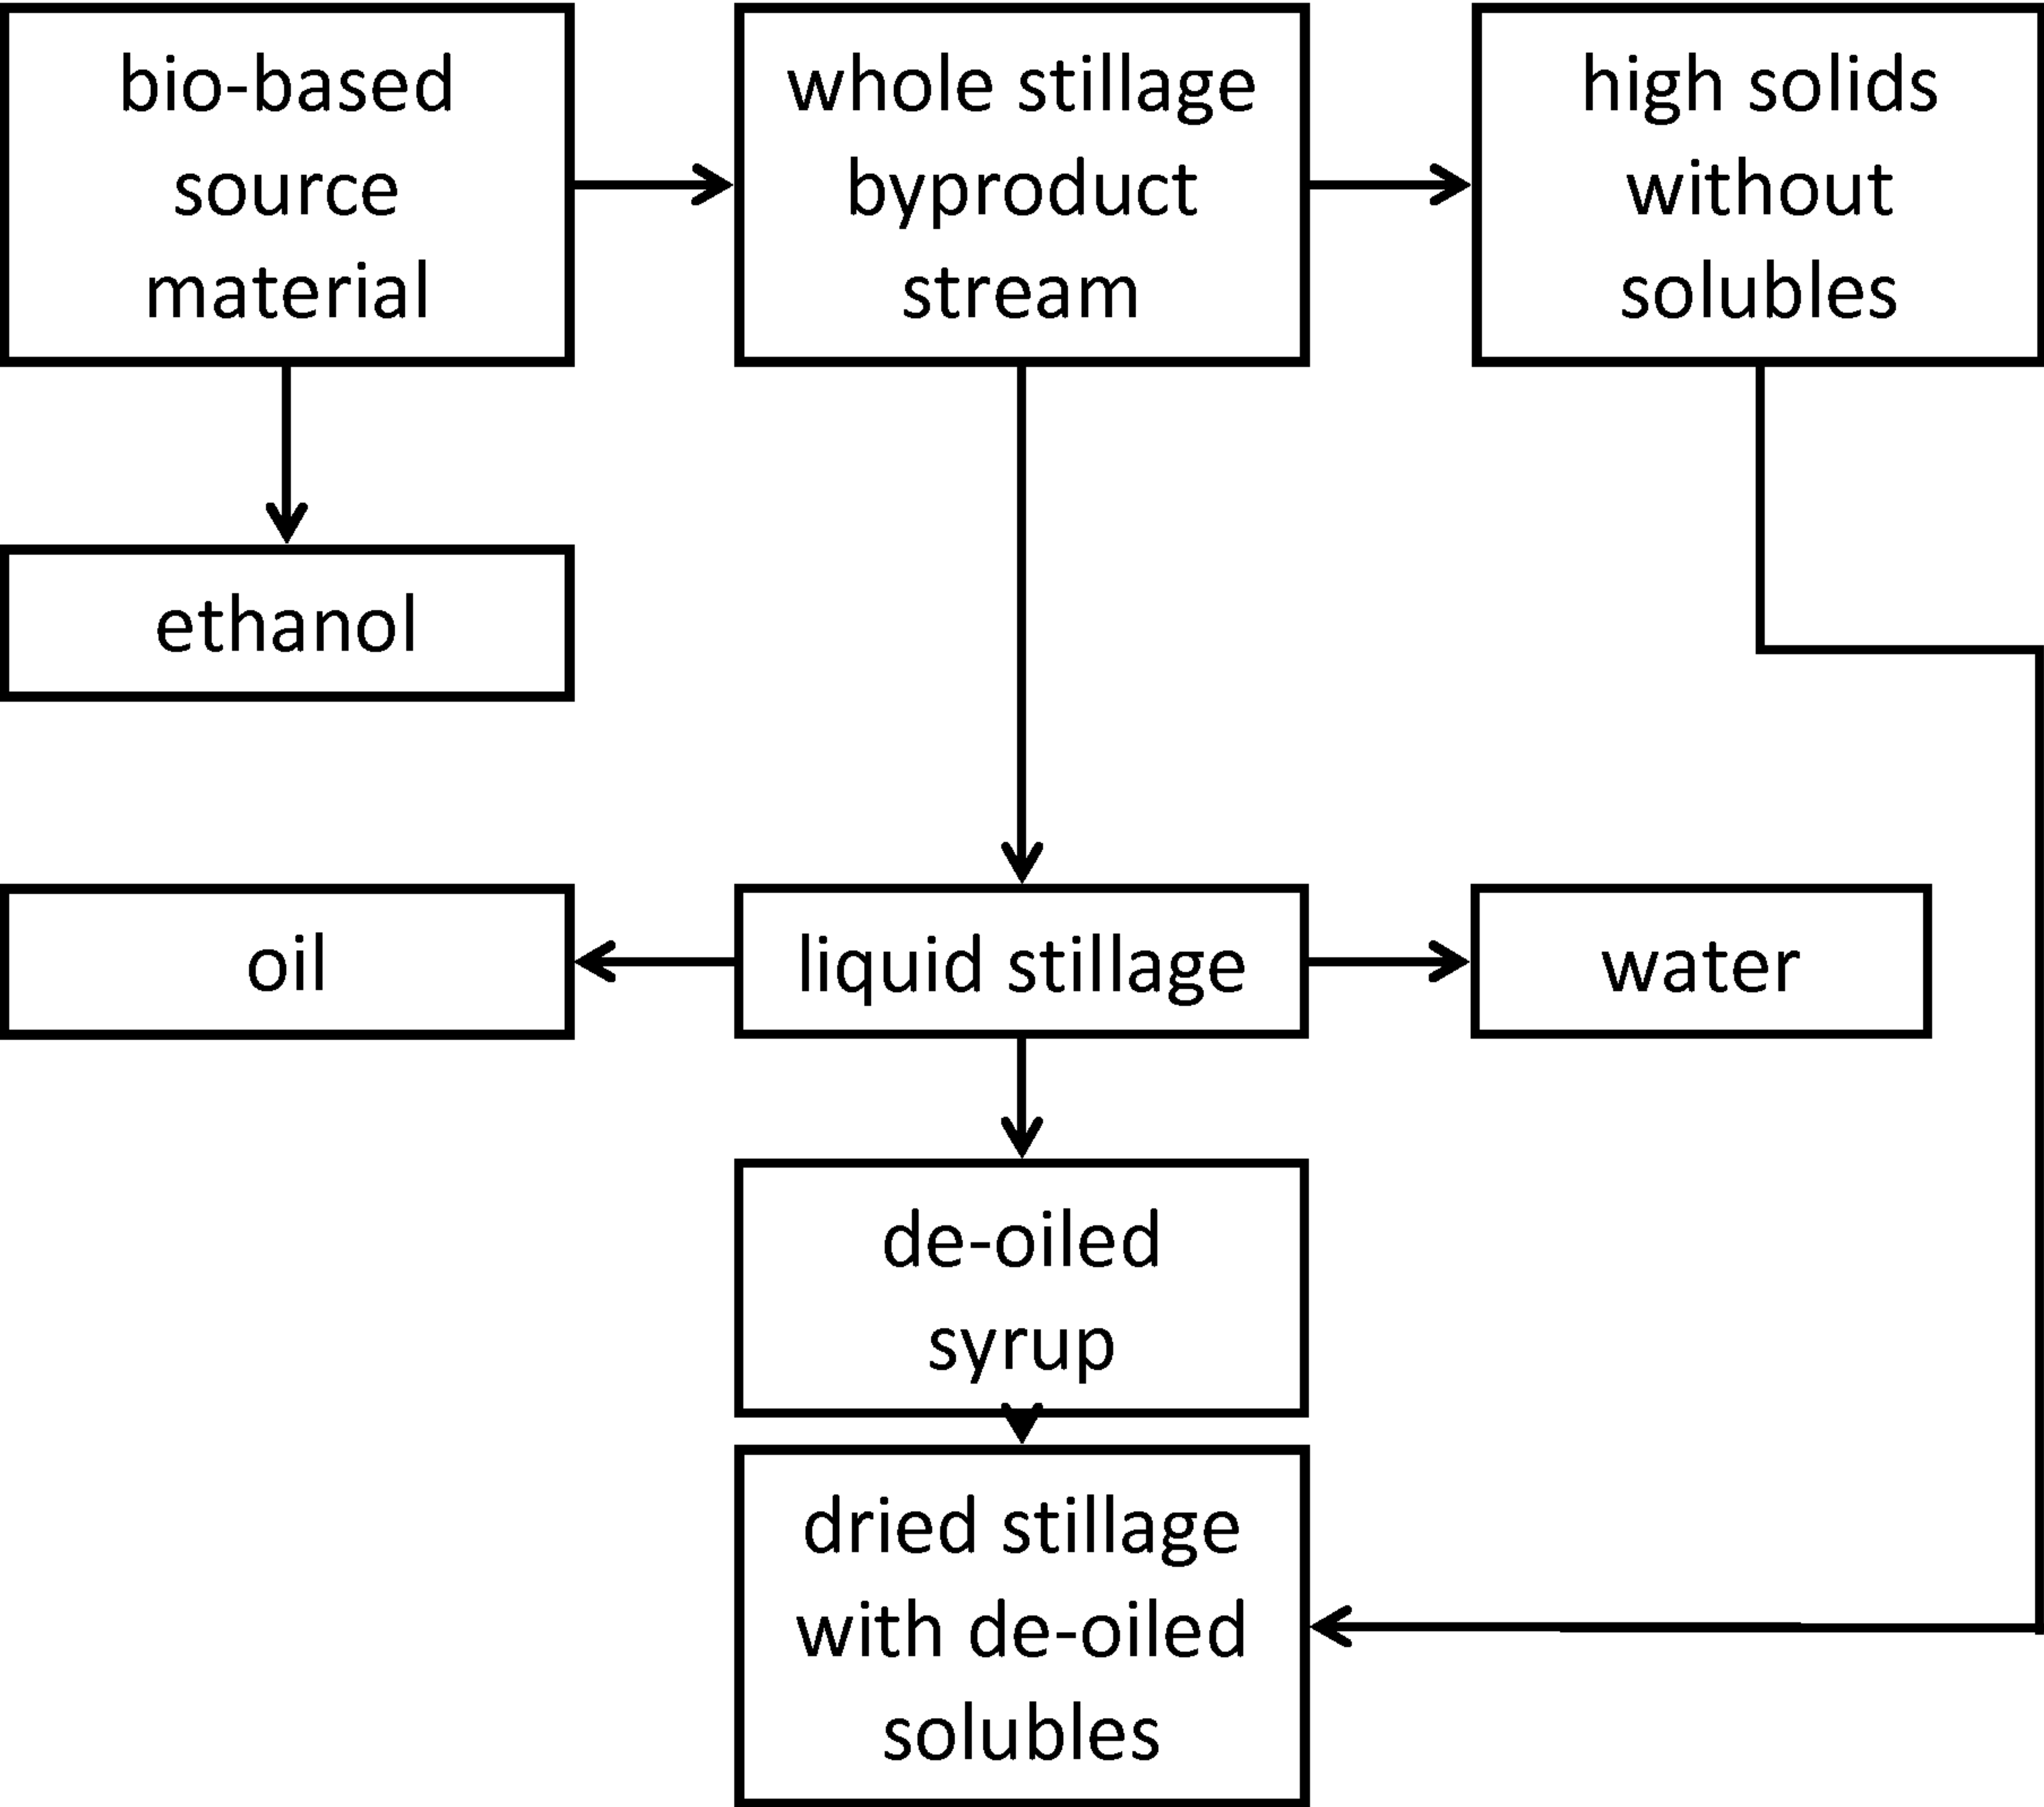 bio-based
source
material
whole stillage
byproduct
stream
high solids
without
solubles
ethanol
oil
liquid stillage
water
de-oiled
syrup
dried stillage
with de-oiled
solubles